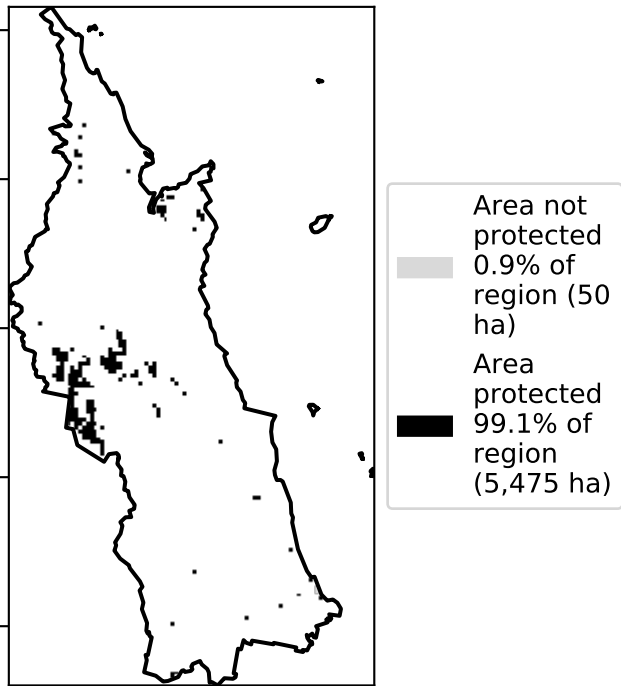 Area not
protected
0.9% of
region (50
ha)
Area
protected
99.1% of
region
(5,475 ha)